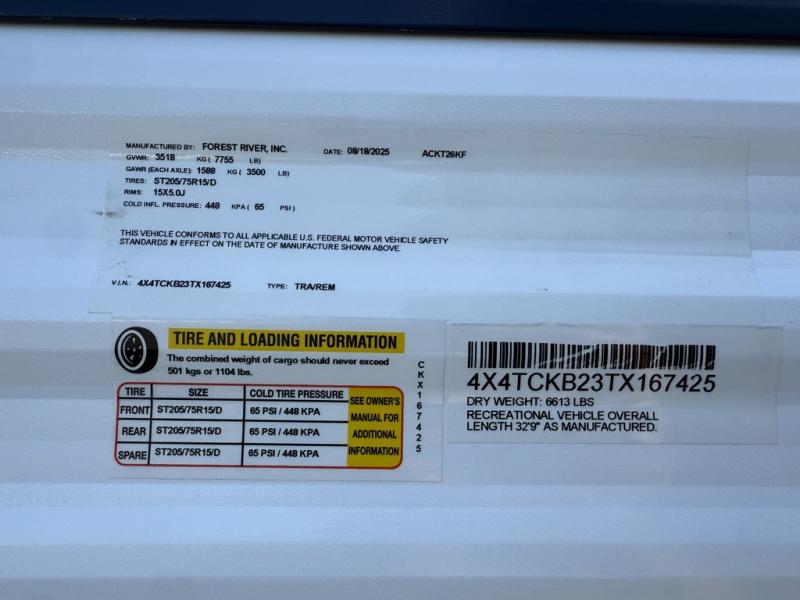 MANUFACTURED BY: FOREST RIVER, INC. DATE: 08/18/2025 ACKT26KF
GVWR: 3518 KG ( 7755 LB)
GAWR (EACH AXLE): 1588 KG ( 3500 LB)
TIRES: ST205/75R15/D
RIMS: 15X5.0J
COLD INFL. PRESSURE: 448 KPA ( 65 PSI)
THIS VEHICLE CONFORMS TO ALL APPLICABLE U.S. FEDERAL MOTOR VEHICLE SAFETY
STANDARDS IN EFFECT ON THE DATE OF MANUFACTURE SHOWN ABOVE.
V.I.N.: 4X4TCKB23TX167425 TYPE: TRA/REM
TIRE AND LOADING INFORMATION
The combined weight of cargo should never exceed
501 kgs or 1104 lbs.
TIRE SIZE COLD TIRE PRESSURE SEE OWNER'S MANUAL FOR ADDITIONAL INFORMATION
FRONT ST205/75R15/D 65 PSI / 448 KPA
REAR ST205/75R15/D 65 PSI / 448 KPA
SPARE ST205/75R15/D 65 PSI / 448 KPA
CKX167425
4X4TCKB23TX167425
DRY WEIGHT: 6613 LBS
RECREATIONAL VEHICLE OVERALL
LENGTH 32'9" AS MANUFACTURED.